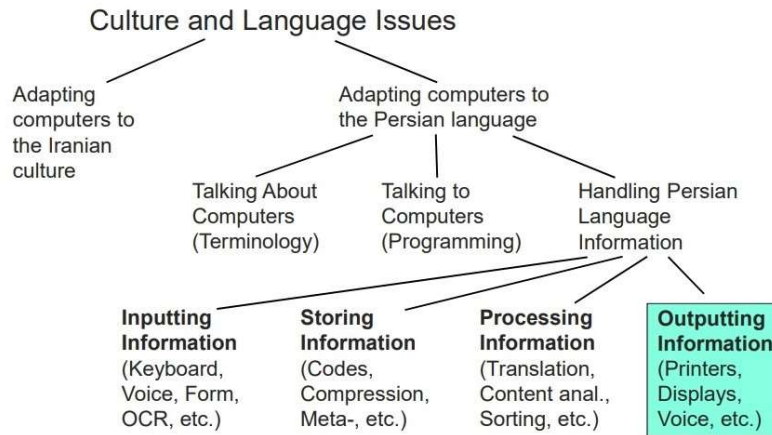 Culture and Language Issues
Adapting
computers to
the Iranian
culture
Adapting computers to
the Persian language
Talking About
Computers
(Terminology)
Talking to
Computers
(Programming)
Handling Persian
Language
Information
Inputting
Information
(Keyboard,
Voice, Form,
OCR, etc.)
Storing
Information
(Codes,
Compression,
Meta-, etc.)
Processing
Information
(Translation,
Content anal.,
Sorting, etc.)
Outputting
Information
(Printers,
Displays,
Voice, etc.)